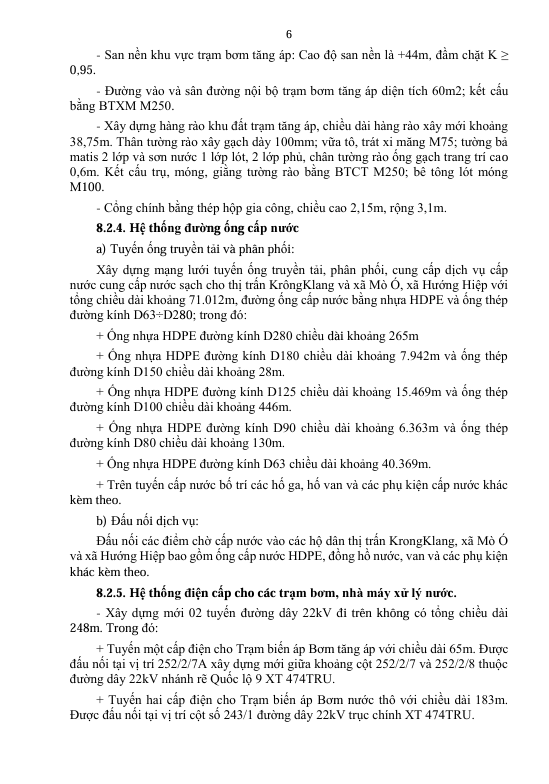 6
- San nền khu vực trạm bơm tăng áp: Cao độ san nền là +44m, đầm chặt K ≥
0,95.
- Đường vào và sân đường nội bộ trạm bơm tăng áp diện tích 60m2; kết cấu
bằng BTXM M250.
- Xây dựng hàng rào khu đất trạm tăng áp, chiều dài hàng rào xây mới khoảng
38,75m. Thân tường rào xây gạch dày 100mm; vữa tô, trát xi măng M75; tường bả
matis 2 lớp và sơn nước 1 lớp lót, 2 lớp phủ, chân tường rào ống gạch trang trí cao
0,6m. Kết cấu trụ, móng, giằng tường rào bằng BTCT M250; bê tông lót móng
M100.
- Cổng chính bằng thép hộp gia công, chiều cao 2,15m, rộng 3,1m.
8.2.4. Hệ thống đường ống cấp nước
a) Tuyến ống truyền tải và phân phối:
Xây dựng mạng lưới tuyến ống truyền tải, phân phối, cung cấp dịch vụ cấp
nước cung cấp nước sạch cho thị trấn KrôngKlang và xã Mò Ó, xã Hướng Hiệp với
tổng chiều dài khoảng 71.012m, đường ống cấp nước bằng nhựa HDPE và ống thép
đường kính D63÷D280; trong đó:
+ Ống nhựa HDPE đường kính D280 chiều dài khoảng 265m
+ Ống nhựa HDPE đường kính D180 chiều dài khoảng 7.942m và ống thép
đường kính D150 chiều dài khoảng 28m.
+ Ống nhựa HDPE đường kính D125 chiều dài khoảng 15.469m và ống thép
đường kính D100 chiều dài khoảng 446m.
+ Ống nhựa HDPE đường kính D90 chiều dài khoảng 6.363m và ống thép
đường kính D80 chiều dài khoảng 130m.
+ Ống nhựa HDPE đường kính D63 chiều dài khoảng 40.369m.
+ Trên tuyến cấp nước bố trí các hố ga, hố van và các phụ kiện cấp nước khác
kèm theo.
b) Đấu nối dịch vụ:
Đấu nối các điểm chờ cấp nước vào các hộ dân thị trấn KrongKlang, xã Mò Ó
và xã Hướng Hiệp bao gồm ống cấp nước HDPE, đồng hồ nước, van và các phụ kiện
khác kèm theo.
8.2.5. Hệ thống điện cấp cho các trạm bơm, nhà máy xử lý nước.
- Xây dựng mới 02 tuyến đường dây 22kV đi trên không có tổng chiều dài
248m. Trong đó:
+ Tuyến một cấp điện cho Trạm biến áp Bơm tăng áp với chiều dài 65m. Được
đấu nối tại vị trí 252/2/7A xây dựng mới giữa khoảng cột 252/2/7 và 252/2/8 thuộc
đường dây 22kV nhánh rẽ Quốc lộ 9 XT 474TRU.
+ Tuyến hai cấp điện cho Trạm biến áp Bơm nước thô với chiều dài 183m.
Được đấu nối tại vị trí cột số 243/1 đường dây 22kV trục chính XT 474TRU.